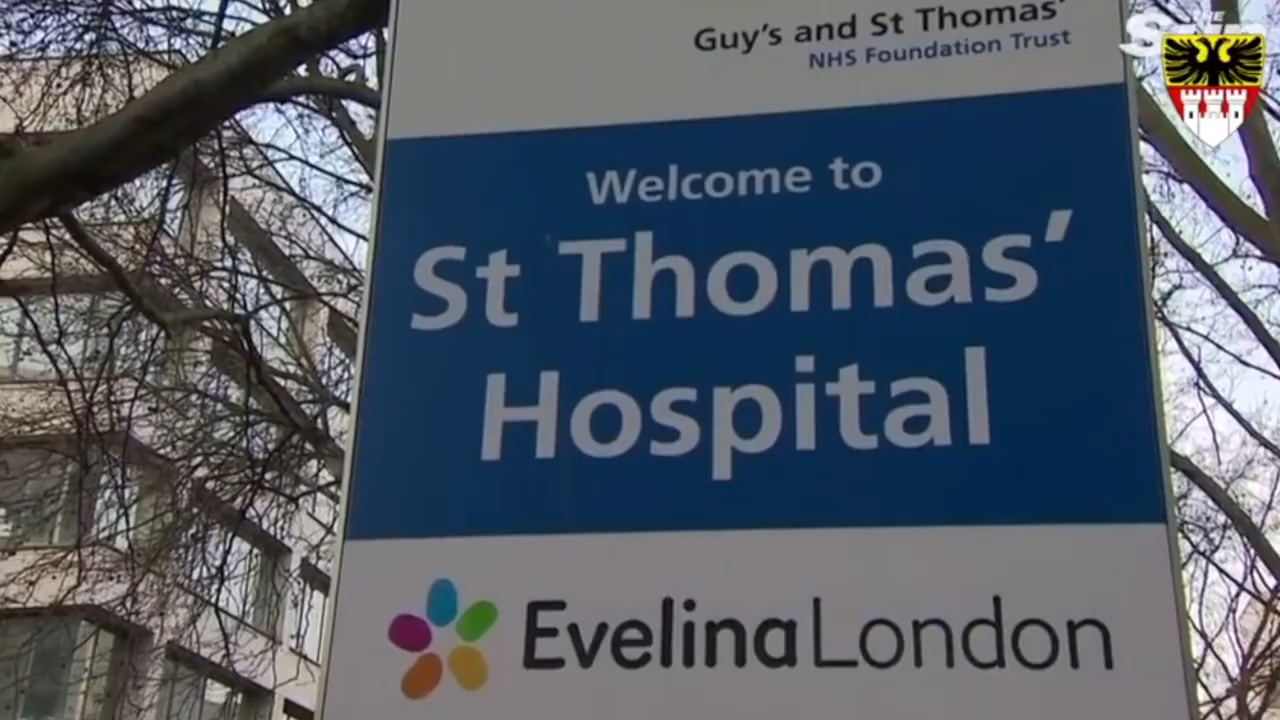 Guy's and St Thomas'
NHS Foundation Trust
Welcome to
St Thomas'
Hospital
EvelinaLondon